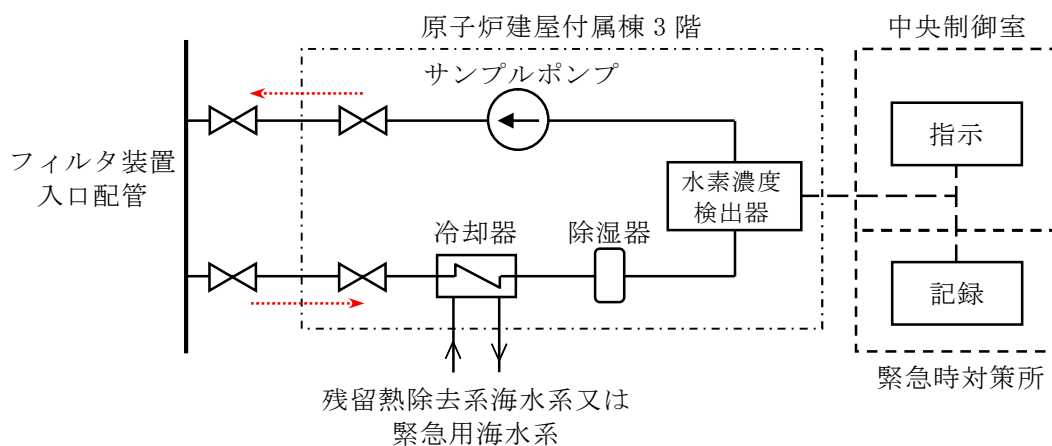 原子炉建屋付属棟3階
中央制御室
サンプルポンプ
指示
フィルタ装置
入口配管
水素濃度
検出器
冷却器
除湿器
記録
緊急時対策所
残留熱除去系海水系又は
緊急用海水系